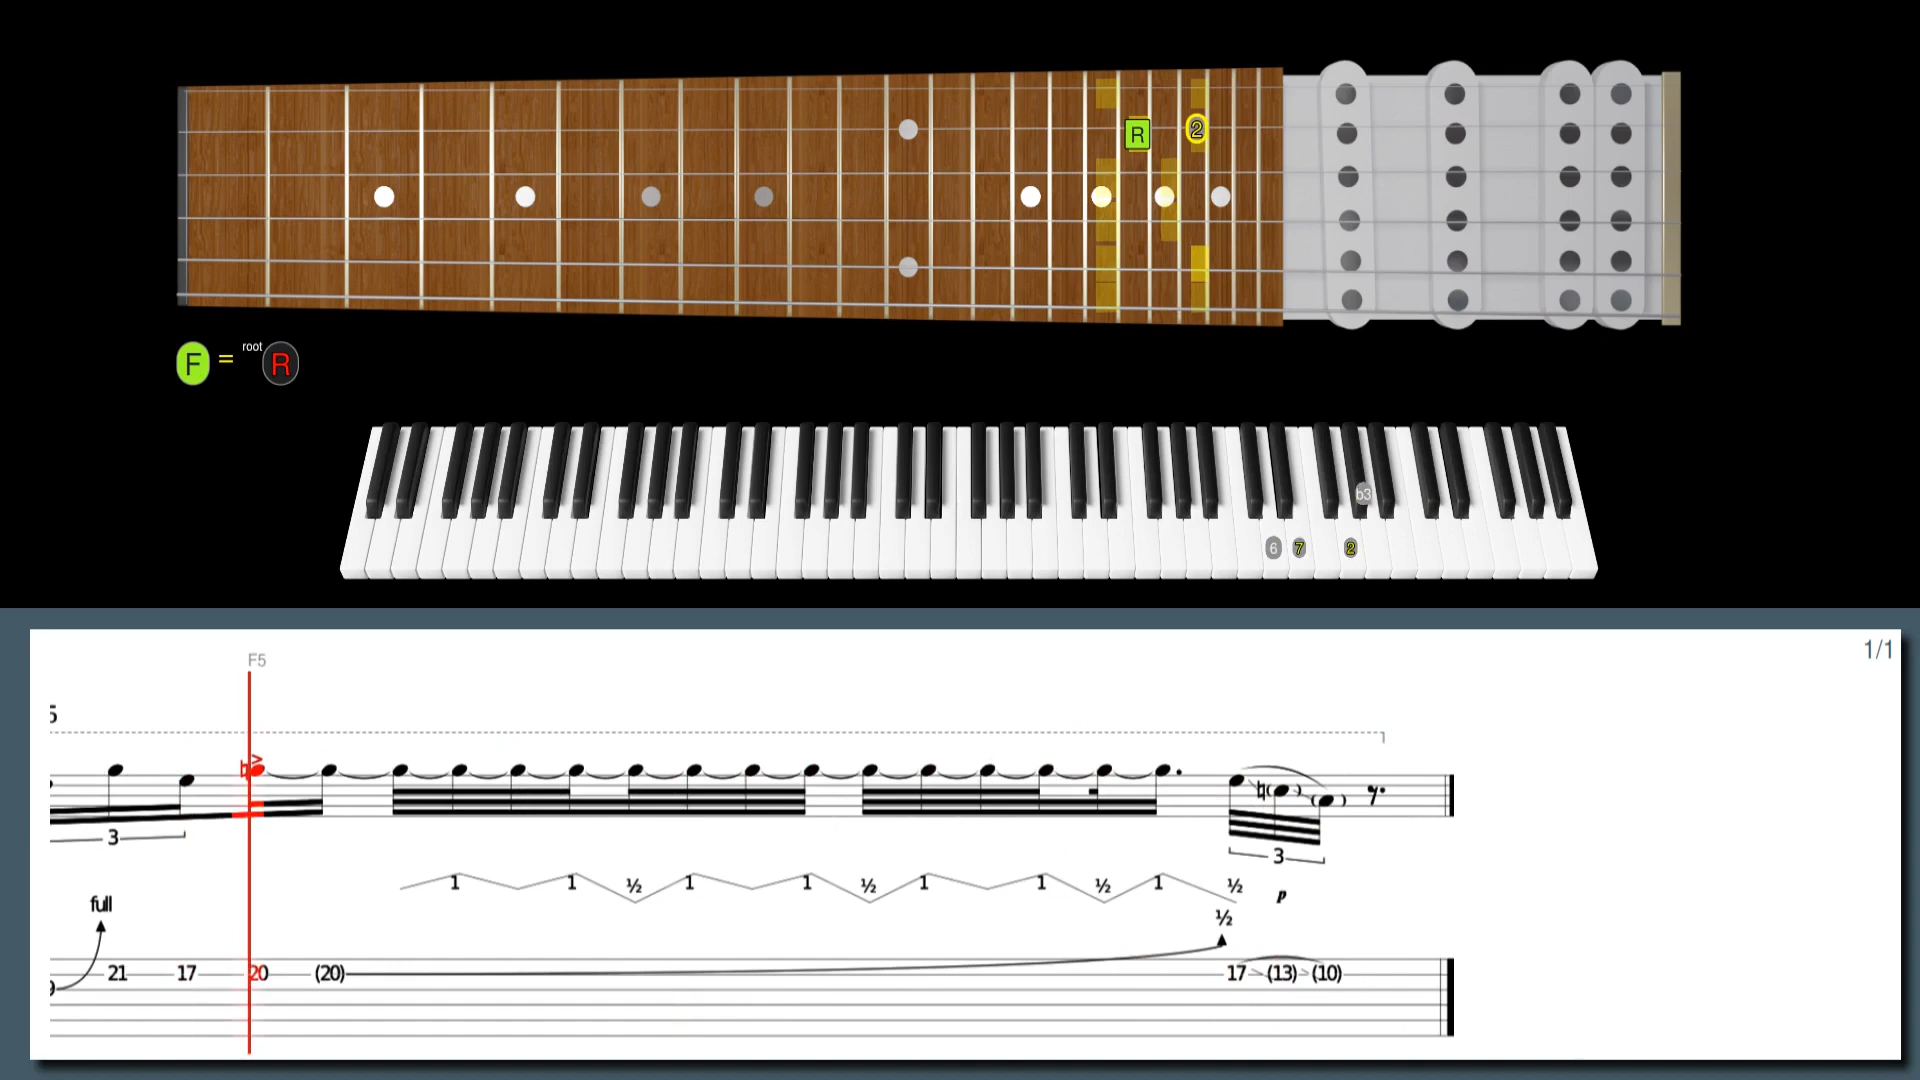 R 2
F = root R
b3
6 7 2
1/1
F5
5
3 3
1 1 ½ 1 1 ½ 1 1 ½ 1 ½ p
full ½
21 17 20 (20) 17 (13) (10)